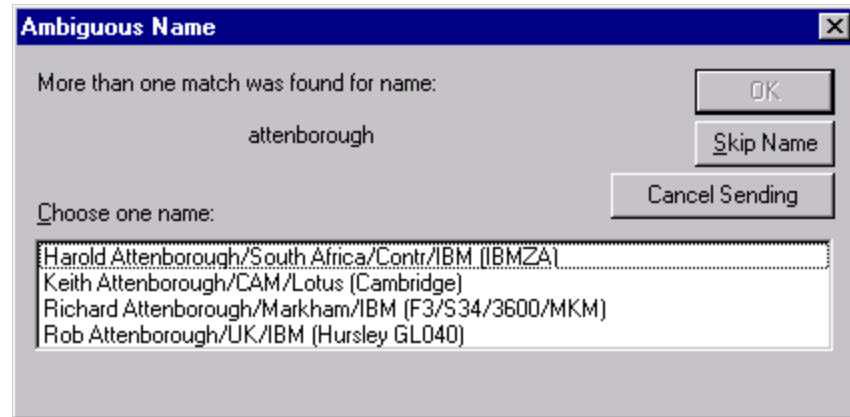 Ambiguous Name
More than one match was found for name:
OK
attenborough
Skip Name
Cancel Sending
Choose one name:
Harold Attenborough/South Africa/Contr/IBM (IBMZA)
Keith Attenborough/CAM/Lotus (Cambridge)
Richard Attenborough/Markham/IBM (F3/S34/3600/MKM)
Rob Attenborough/UK/IBM (Hursley GL040)